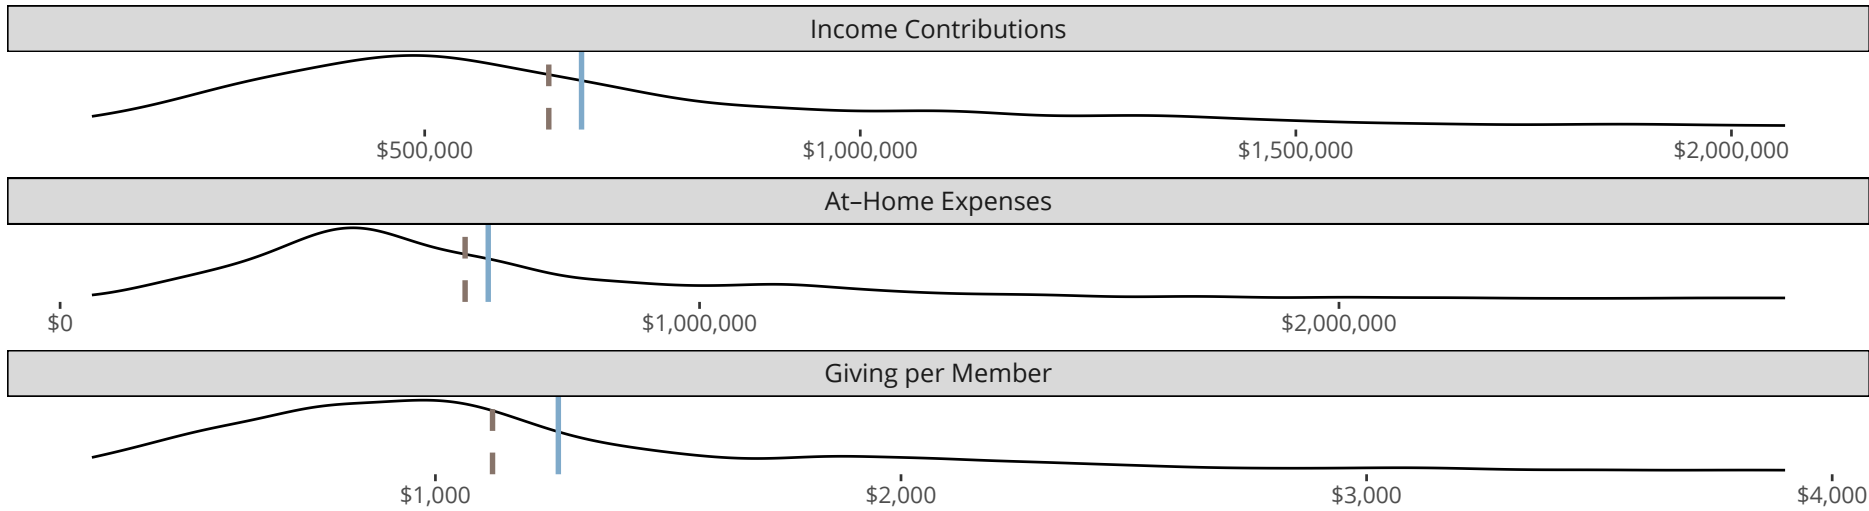 Income Contributions
$500,000 $1,000,000 $1,500,000 $2,000,000
At–Home Expenses
$0 $1,000,000 $2,000,000
Giving per Member
$1,000 $2,000 $3,000 $4,000